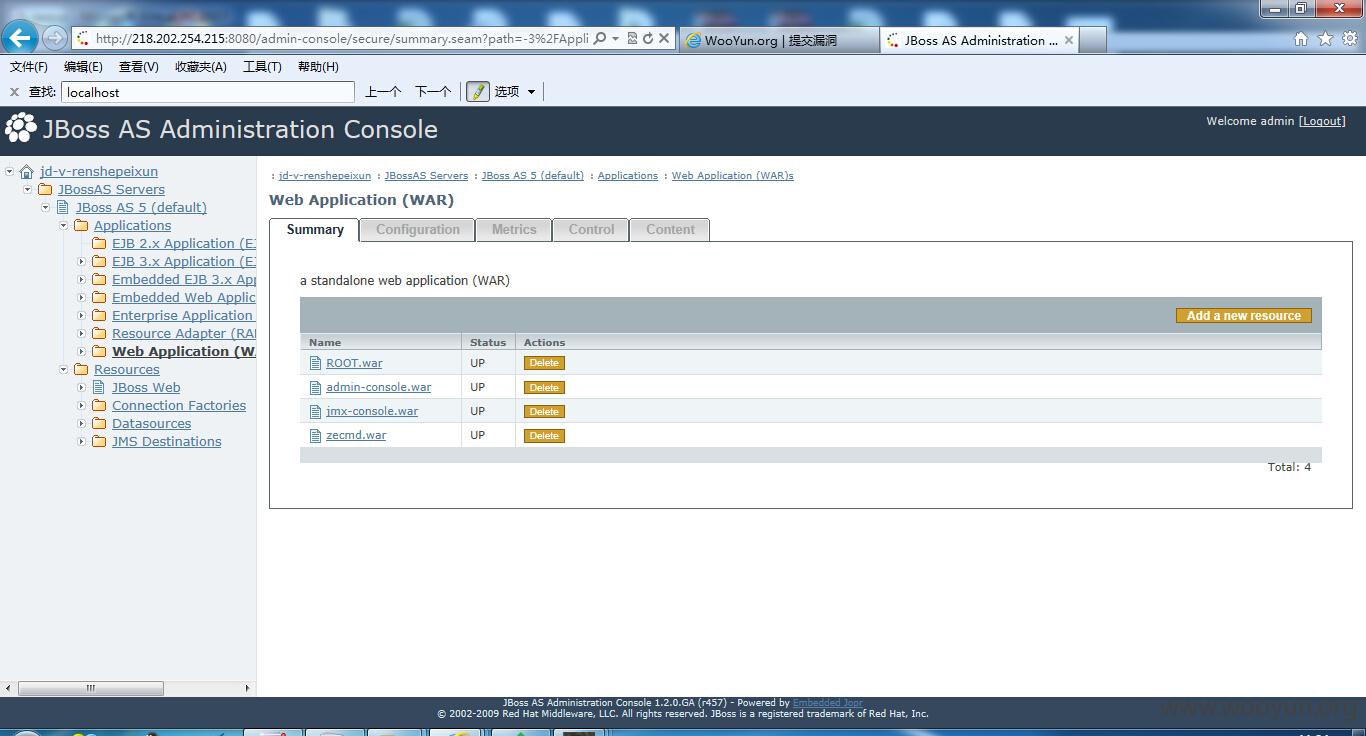 http://218.202.254.215:8080/admin-console/secure/summary.seam?path=-3%2FAppli
WooYun.org | 提交漏洞
JBoss AS Administration ...
文件(F) 编辑(E) 查看(V) 收藏夹(A) 工具(T) 帮助(H)
查找: localhost 上一个 下一个 选项
JBoss AS Administration Console
Welcome admin [Logout]
jd-v-renshepeixun
JBossAS Servers
JBoss AS 5 (default)
Applications
EJB 2.x Application (E
EJB 3.x Application (E
Embedded EJB 3.x App
Embedded Web Applic
Enterprise Application
Resource Adapter (RA
Web Application (W
Resources
JBoss Web
Connection Factories
Datasources
JMS Destinations
: jd-v-renshepeixun : JBossAS Servers : JBoss AS 5 (default) : Applications : Web Application (WAR)s
Web Application (WAR)
Summary Configuration Metrics Control Content
a standalone web application (WAR)
Add a new resource
Name Status Actions
ROOT.war UP Delete
admin-console.war UP Delete
jmx-console.war UP Delete
zecmd.war UP Delete
Total: 4
JBoss AS Administration Console 1.2.0.GA (r457) - Powered by Embedded Jopr
© 2002-2009 Red Hat Middleware, LLC. All rights reserved. JBoss is a registered trademark of Red Hat, Inc.
www.wooyun.org